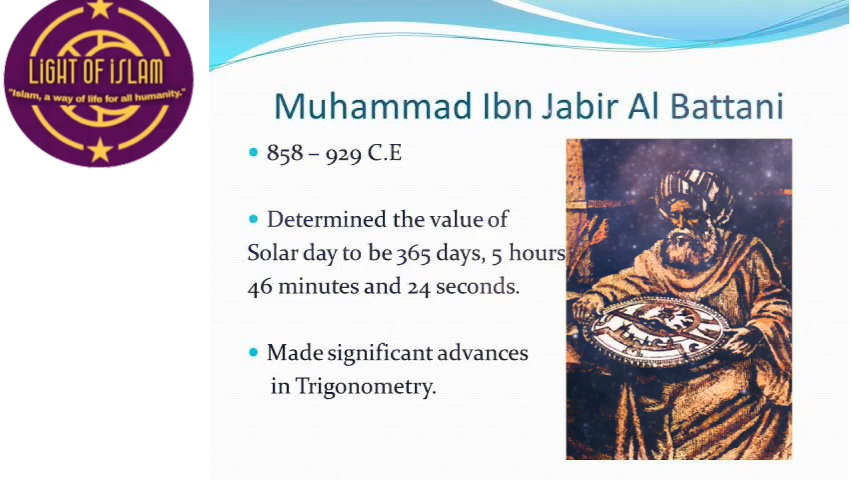 LIGHT OF ISLAM
"Islam, a way of life for all humanity."
Muhammad Ibn Jabir Al Battani
• 858 – 929 C.E
• Determined the value of
Solar day to be 365 days, 5 hours
46 minutes and 24 seconds.
• Made significant advances
in Trigonometry.